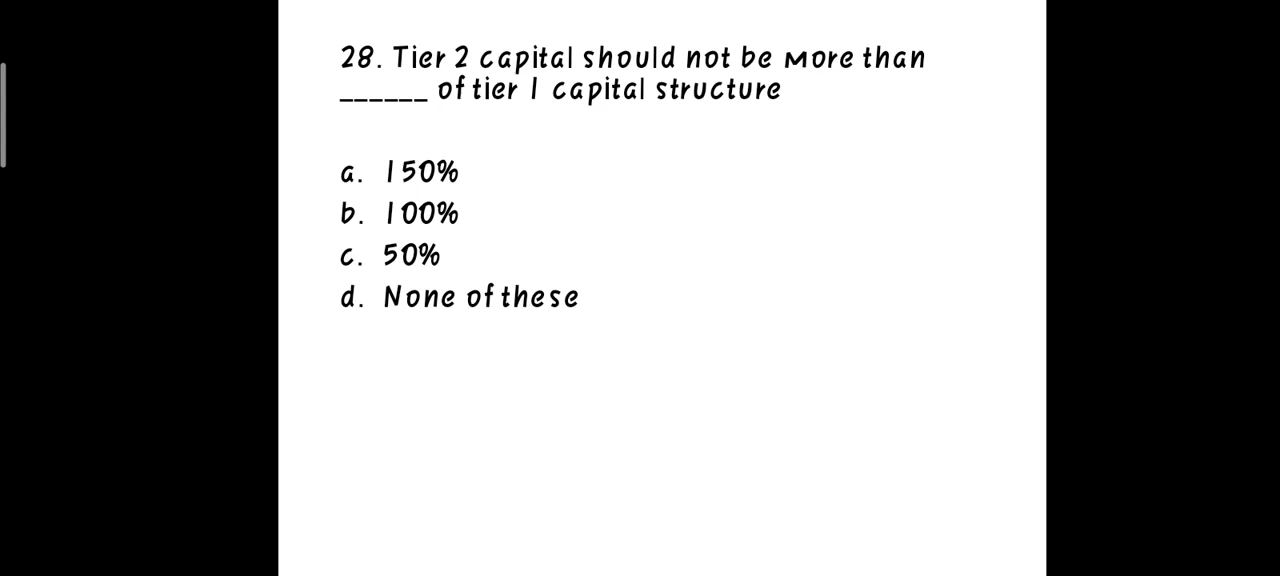 28. Tier 2 capital should not be more than
______ of tier 1 capital structure
a. 150%
b. 100%
c. 50%
d. None of these